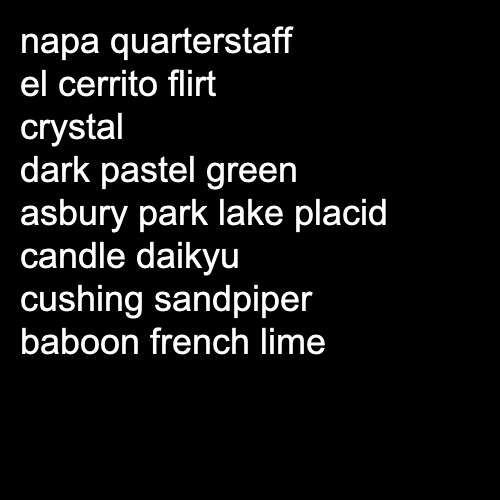 napa quarterstaff
el cerrito flirt
crystal
dark pastel green
asbury park lake placid
candle daikyu
cushing sandpiper
baboon french lime